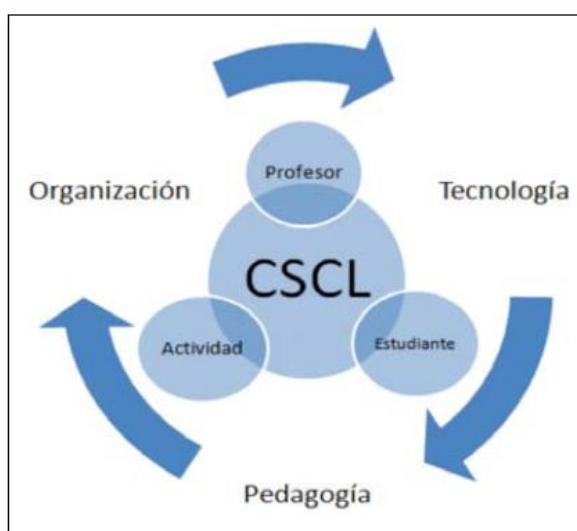 Profesor
Organización
Tecnología
CSCL
Actividad
Estudiante
Pedagogía